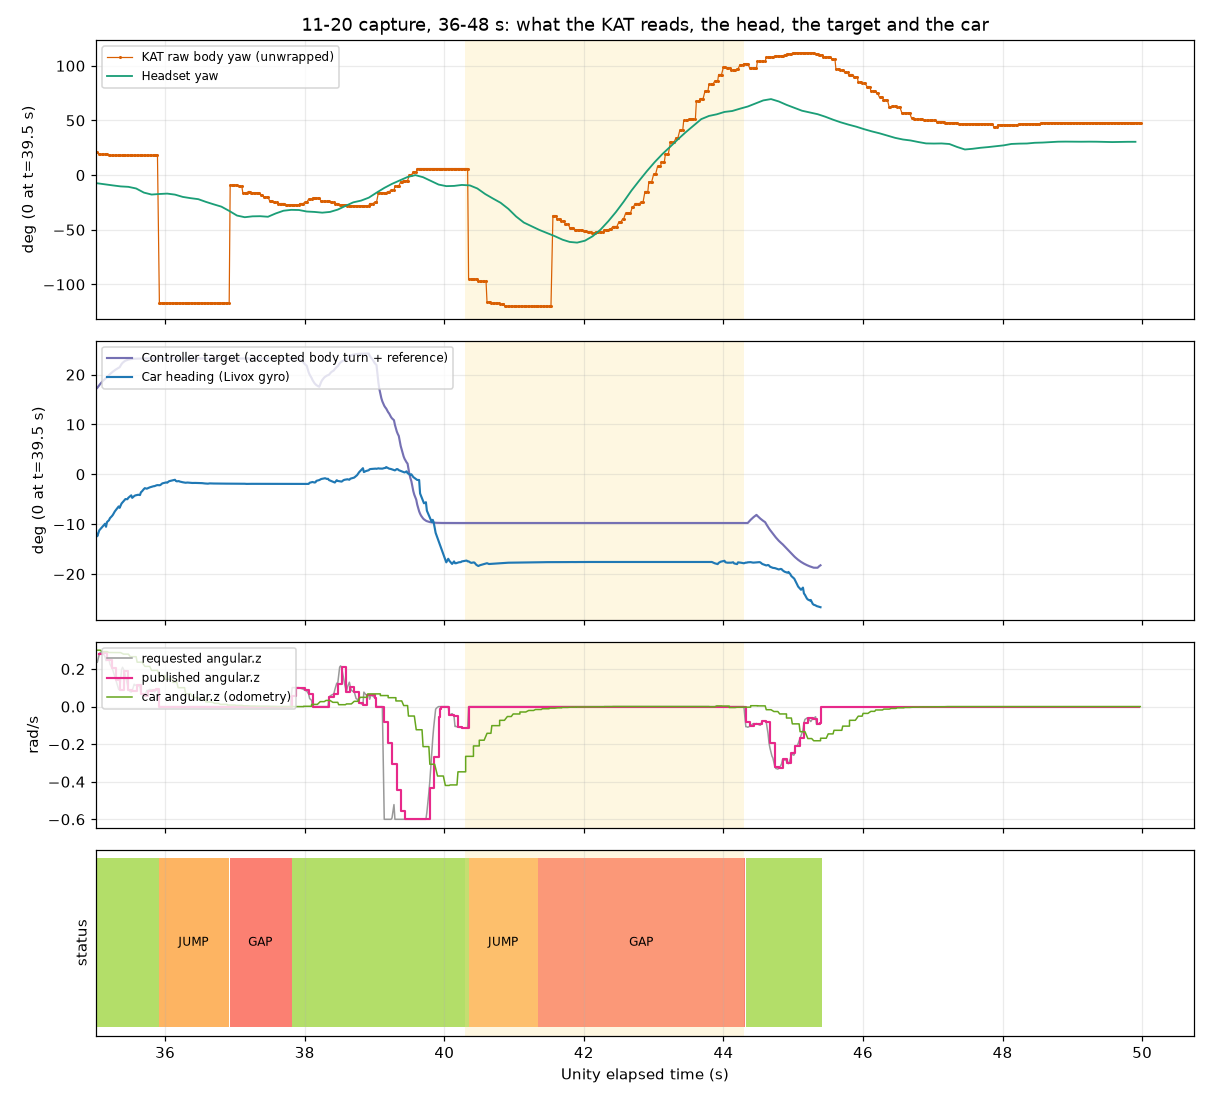 11-20 capture, 36-48 s: what the KAT reads, the head, the target and the car
KAT raw body yaw (unwrapped)
Headset yaw
deg (0 at t=39.5 s)
100
50
0
−50
−100
Controller target (accepted body turn + reference)
Car heading (Livox gyro)
deg (0 at t=39.5 s)
20
10
0
−10
−20
requested angular.z
published angular.z
car angular.z (odometry)
rad/s
0.2
0.0
−0.2
−0.4
−0.6
status
JUMP
GAP
JUMP
GAP
36
38
40
42
44
46
48
50
Unity elapsed time (s)